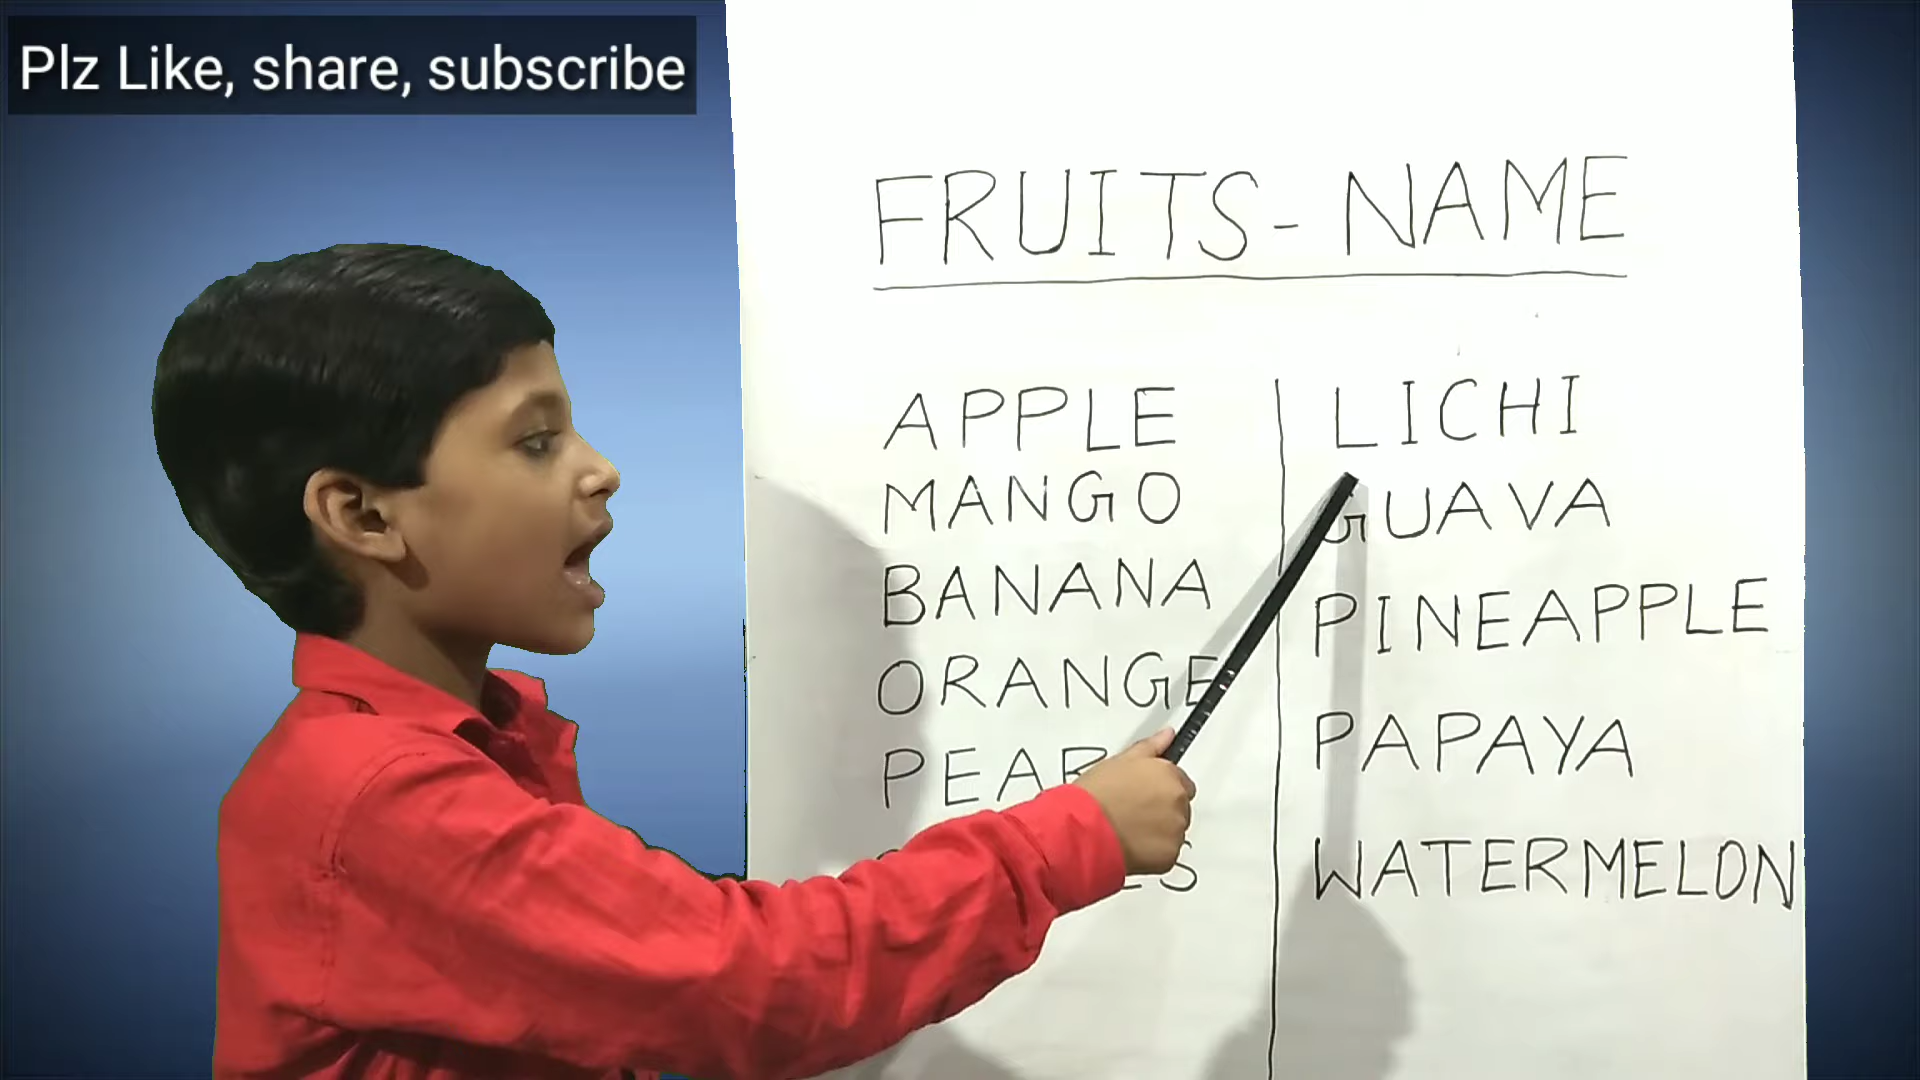 Plz Like, share, subscribe
FRUITS - NAME
APPLE
MANGO
BANANA
ORANGE
LICHI
GUAVA
PINEAPPLE
PAPAYA
WATERMELON